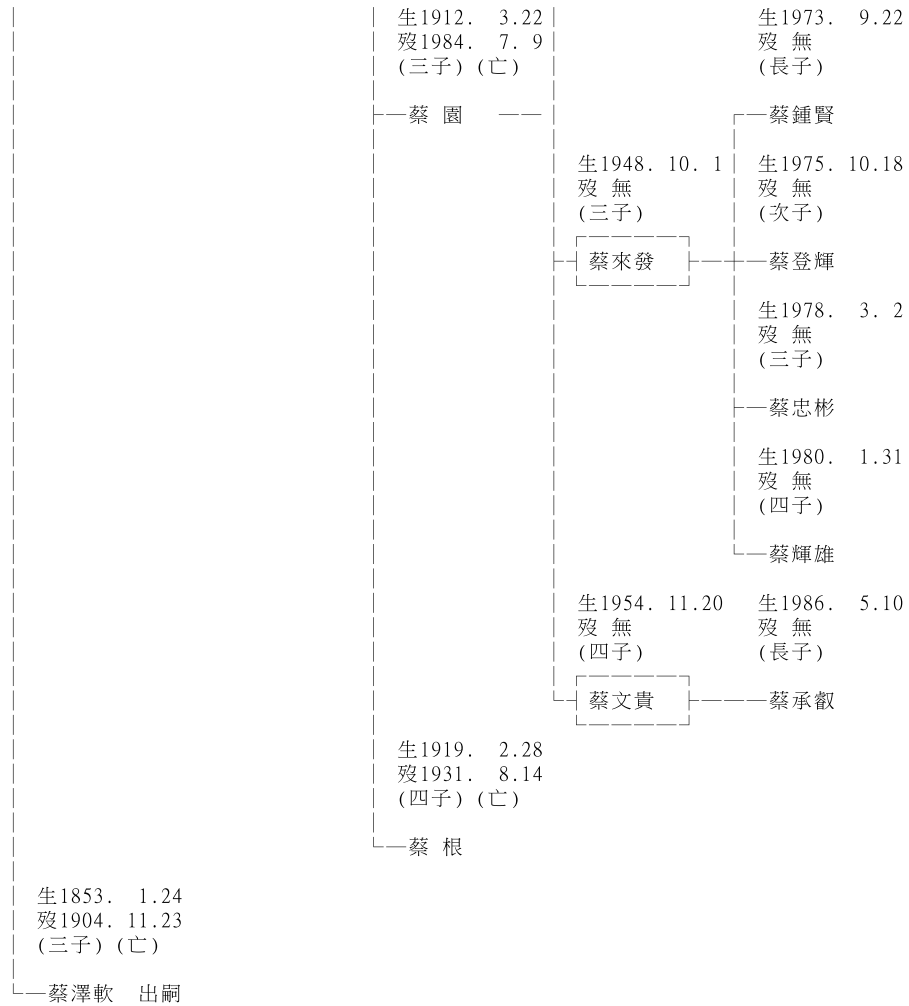 生1912. 3.22 生1973. 9.22
歿1984. 7. 9 歿 無
(三子)(亡) (長子)
蔡 園 蔡鍾賢
生1948. 10. 1 生1975. 10.18
歿 無 歿 無
(三子) (次子)
蔡來發 蔡登輝
生1978. 3. 2
歿 無
(三子)
蔡忠彬
生1980. 1.31
歿 無
(四子)
蔡輝雄
生1954. 11.20 生1986. 5.10
歿 無 歿 無
(四子) (長子)
蔡文貴 蔡承叡
生1919. 2.28
歿1931. 8.14
(四子)(亡)
蔡 根
生1853. 1.24
歿1904. 11.23
(三子)(亡)
蔡澤軟 出嗣